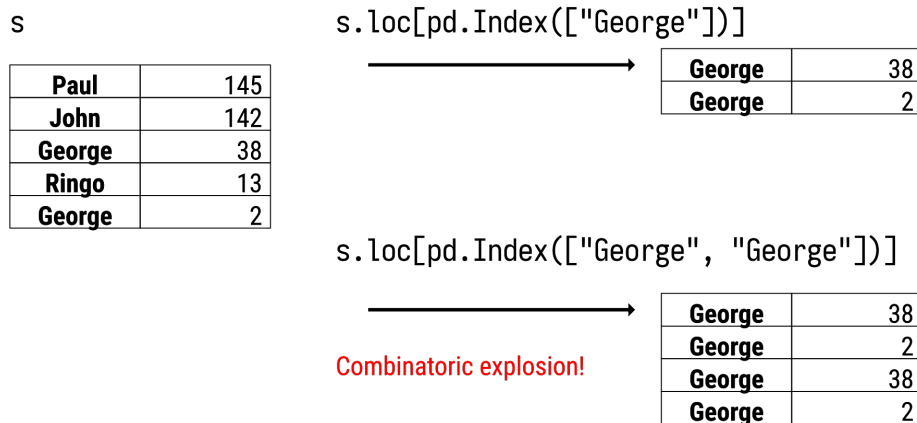 s
Paul 145
John 142
George 38
Ringo 13
George 2
s.loc[pd.Index(["George"])]
George 38
George 2
s.loc[pd.Index(["George", "George"])]
Combinatoric explosion!
George 38
George 2
George 38
George 2